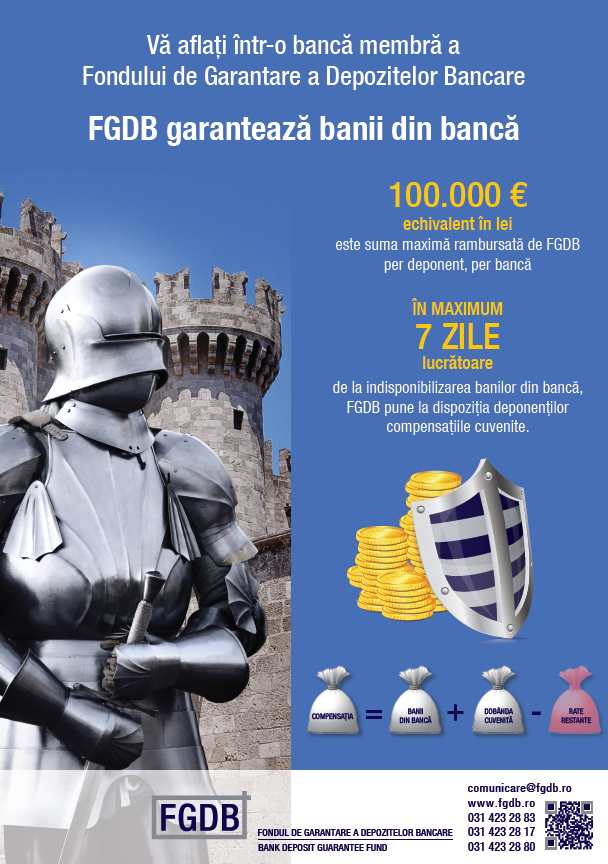 Vă aflați într-o bancă membră a
Fondului de Garantare a Depozitelor Bancare
FGDB garantează banii din bancă
100.000 €
echivalent în lei
este suma maximă rambursată de FGDB
per deponent, per bancă
ÎN MAXIMUM
7 ZILE
lucrătoare
de la indisponibilizarea banilor din bancă,
FGDB pune la dispoziția deponenților
compensațiile cuvenite.
COMPENSAȚIA = BANII DIN BANCĂ + DOBÂNDA CUVENITĂ - RATE RESTANTE
FGDB
FONDUL DE GARANTARE A DEPOZITELOR BANCARE
BANK DEPOSIT GUARANTEE FUND
comunicare@fgdb.ro
www.fgdb.ro
031 423 28 83
031 423 28 17
031 423 28 80